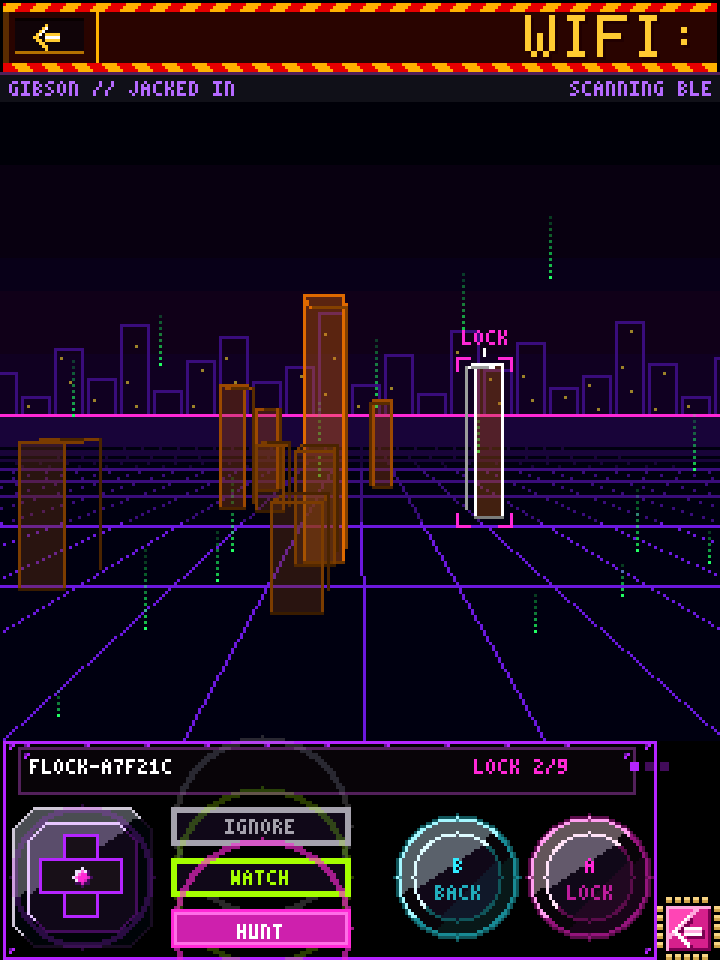 WIFI:
GIBSON // JACKED IN
SCANNING BLE
LOCK
FLOCK-A7F21C
LOCK 2/9
IGNORE
WATCH
HUNT
B
BACK
A
LOCK